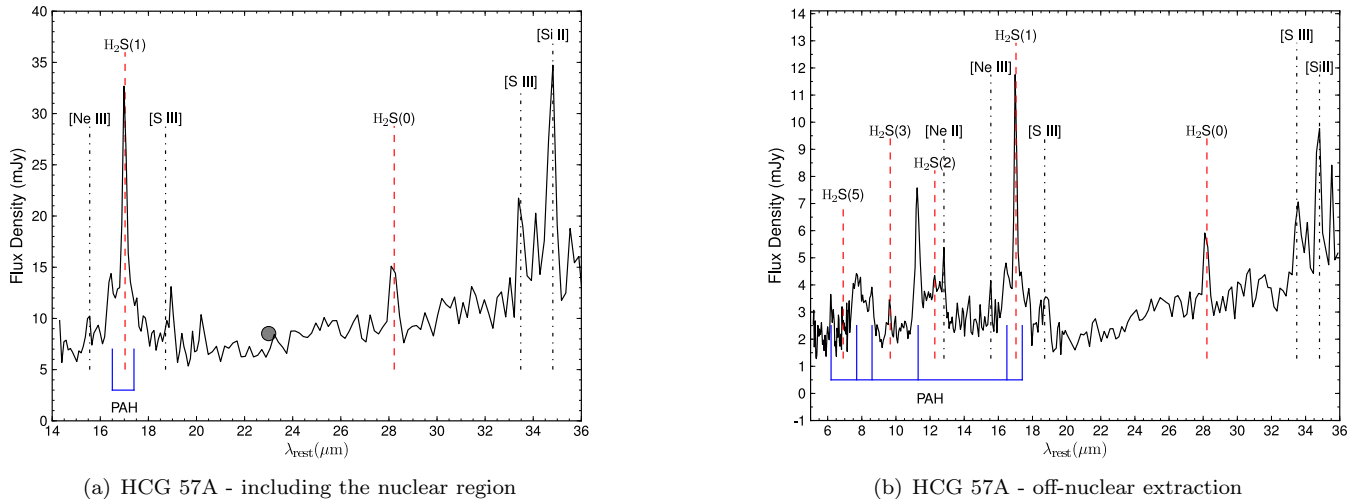 40
35
30
25
20
15
10
5
0
Flux Density (mJy)
[Si II]
H₂S(1)
[S III]
[Ne III]
[S III]
H₂S(0)
PAH
14 16 18 20 22 24 26 28 30 32 34 36
λrest(μm)
(a) HCG 57A - including the nuclear region
14
13
12
11
10
9
8
7
6
5
4
3
2
1
0
-1
Flux Density (mJy)
H₂S(1)
[S III]
[Ne III]
[SiII]
H₂S(3)
[Ne II]
[S III]
H₂S(0)
H₂S(2)
H₂S(5)
PAH
6 8 10 12 14 16 18 20 22 24 26 28 30 32 34 36
λrest(μm)
(b) HCG 57A - off-nuclear extraction